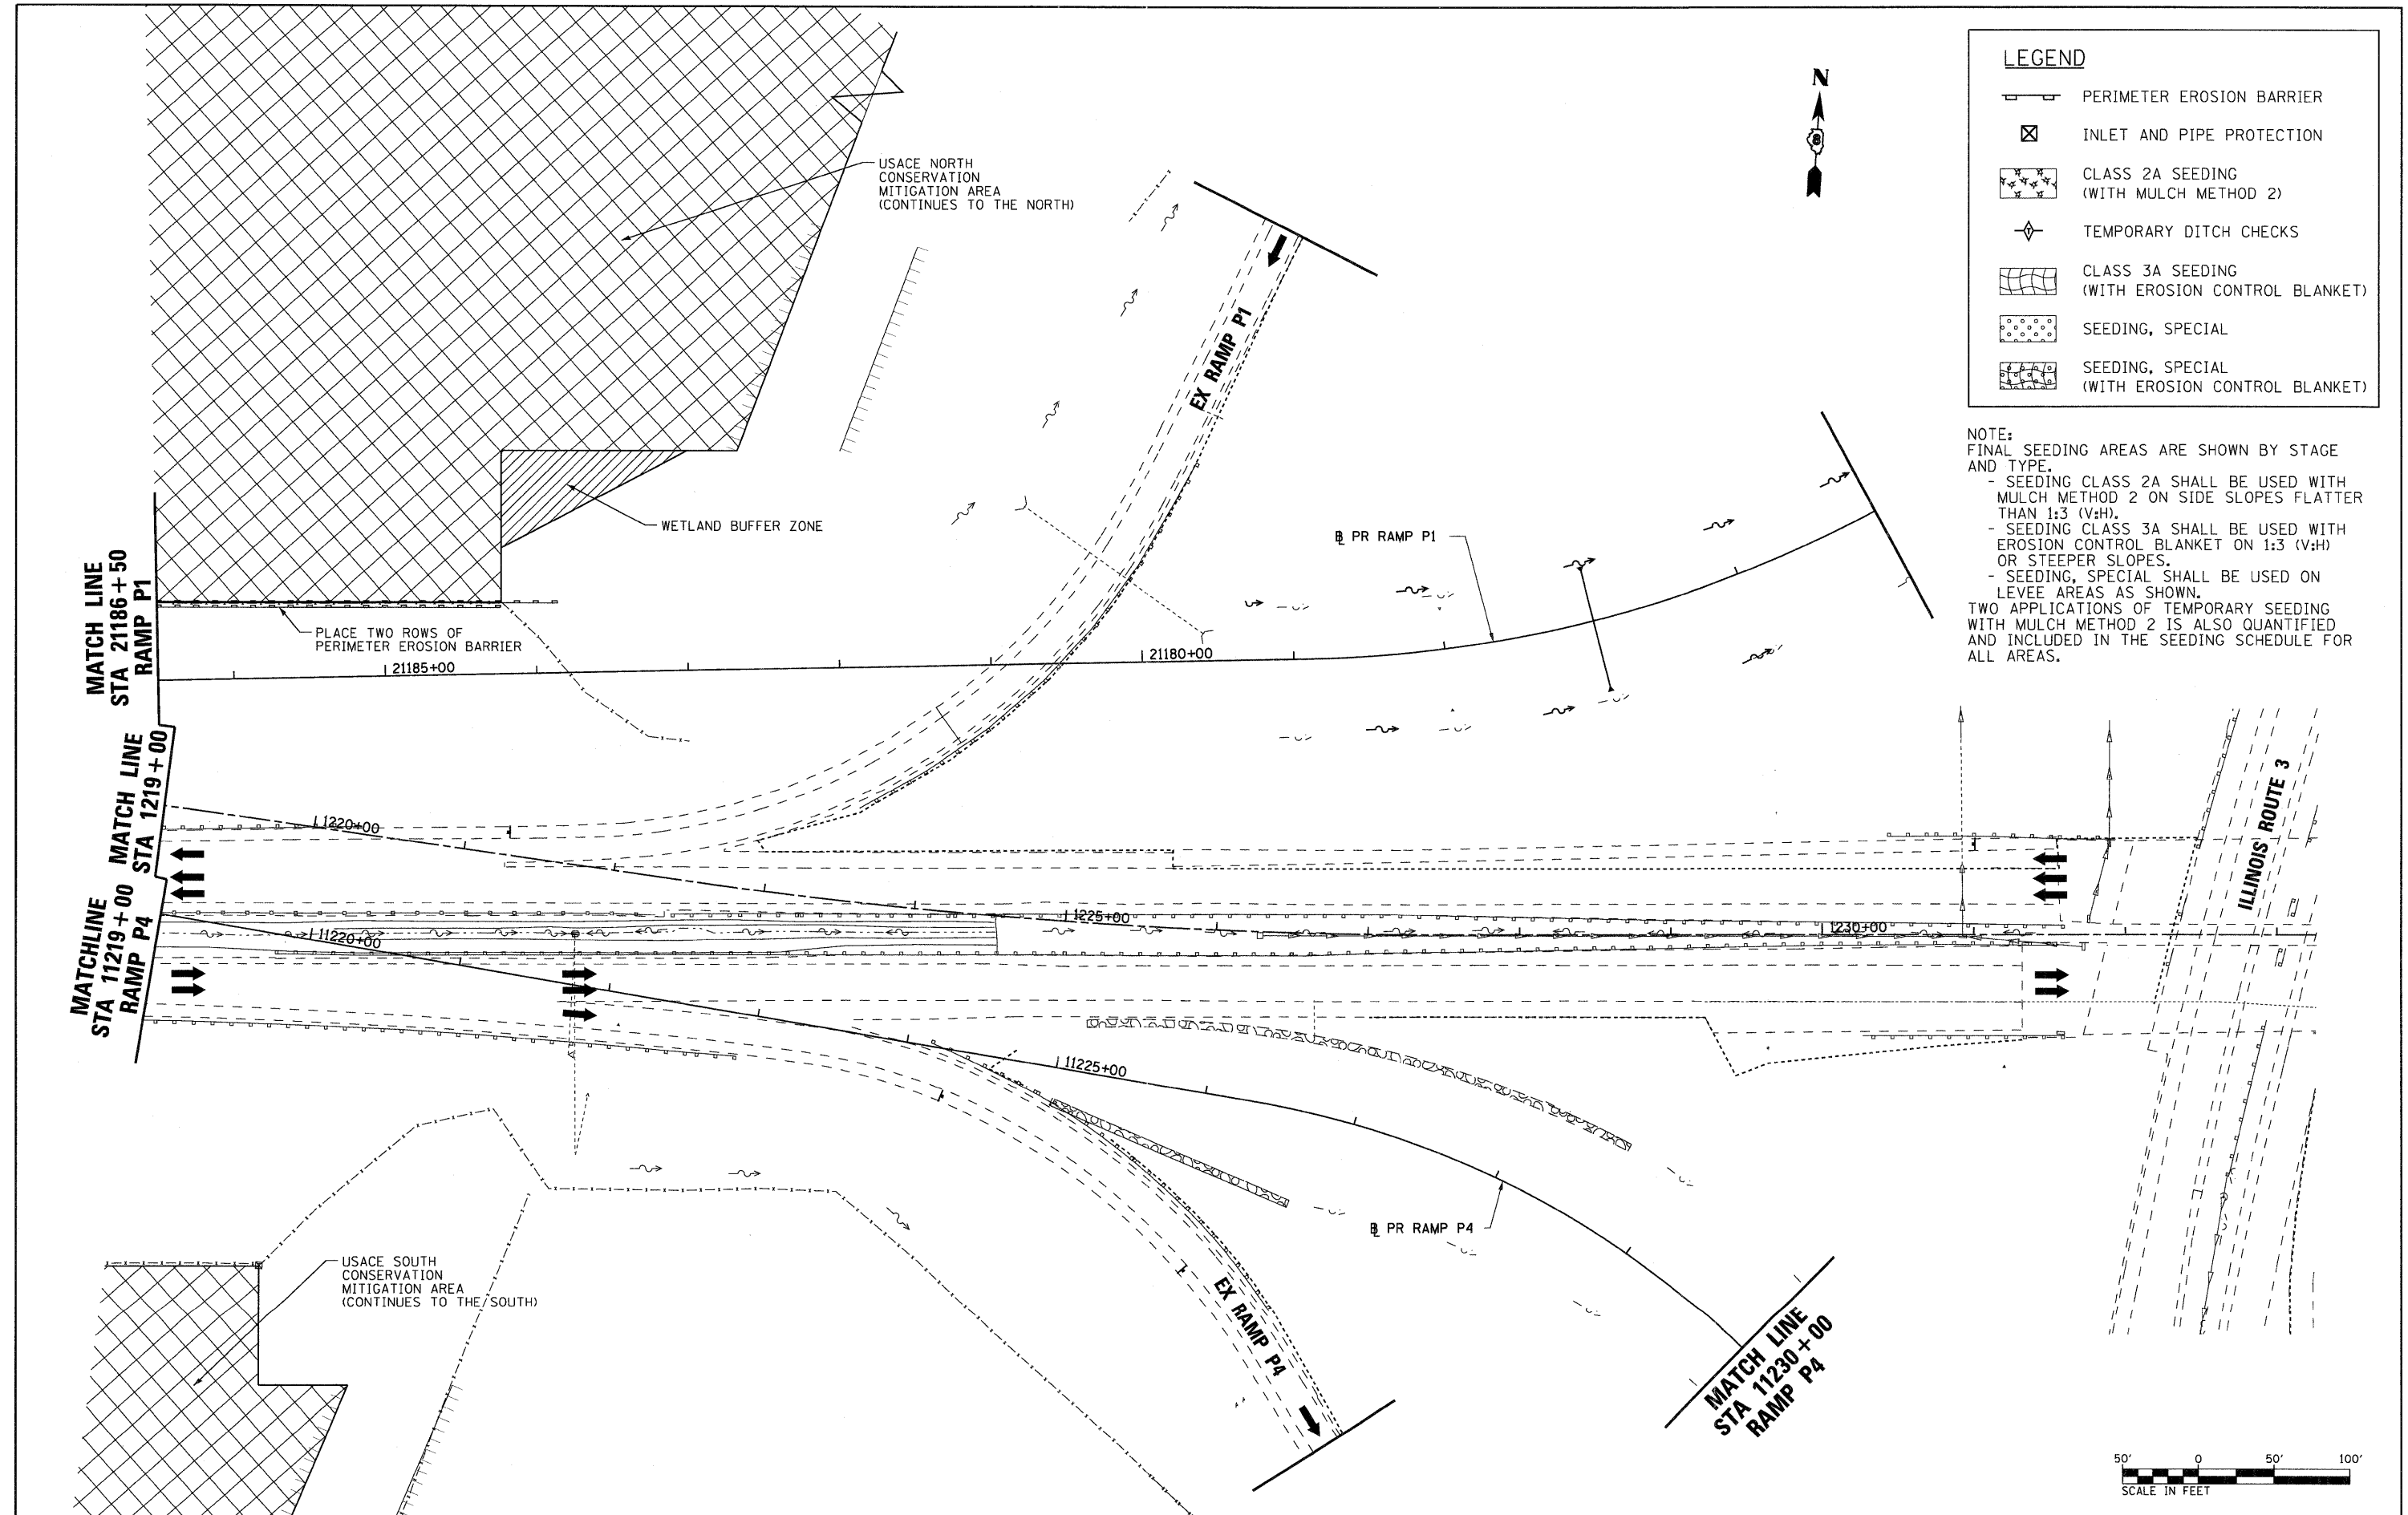 LEGEND
PERIMETER EROSION BARRIER
INLET AND PIPE PROTECTION
CLASS 2A SEEDING
(WITH MULCH METHOD 2)
TEMPORARY DITCH CHECKS
CLASS 3A SEEDING
(WITH EROSION CONTROL BLANKET)
SEEDING, SPECIAL
SEEDING, SPECIAL
(WITH EROSION CONTROL BLANKET)
N
NOTE:
FINAL SEEDING AREAS ARE SHOWN BY STAGE
AND TYPE.
- SEEDING CLASS 2A SHALL BE USED WITH
MULCH METHOD 2 ON SIDE SLOPES FLATTER
THAN 1:3 (V:H).
- SEEDING CLASS 3A SHALL BE USED WITH
EROSION CONTROL BLANKET ON 1:3 (V:H)
OR STEEPER SLOPES.
- SEEDING, SPECIAL SHALL BE USED ON
LEVEE AREAS AS SHOWN.
TWO APPLICATIONS OF TEMPORARY SEEDING
WITH MULCH METHOD 2 IS ALSO QUANTIFIED
AND INCLUDED IN THE SEEDING SCHEDULE FOR
ALL AREAS.
USACE NORTH
CONSERVATION
MITIGATION AREA
(CONTINUES TO THE NORTH)
EX RAMP P1
WETLAND BUFFER ZONE
PR RAMP P1
MATCH LINE
STA 21186+50
RAMP P1
PLACE TWO ROWS OF
PERIMETER EROSION BARRIER
21185+00
21180+00
MATCH LINE
STA 1219+00
1220+00
1225+00
1230+00
ILLINOIS ROUTE 3
MATCHLINE
STA 11219+00
RAMP P4
11220+00
11225+00
PR RAMP P4
EX RAMP P4
USACE SOUTH
CONSERVATION
MITIGATION AREA
(CONTINUES TO THE SOUTH)
MATCH LINE
STA 11230+00
RAMP P4
50' 0 50' 100'
SCALE IN FEET